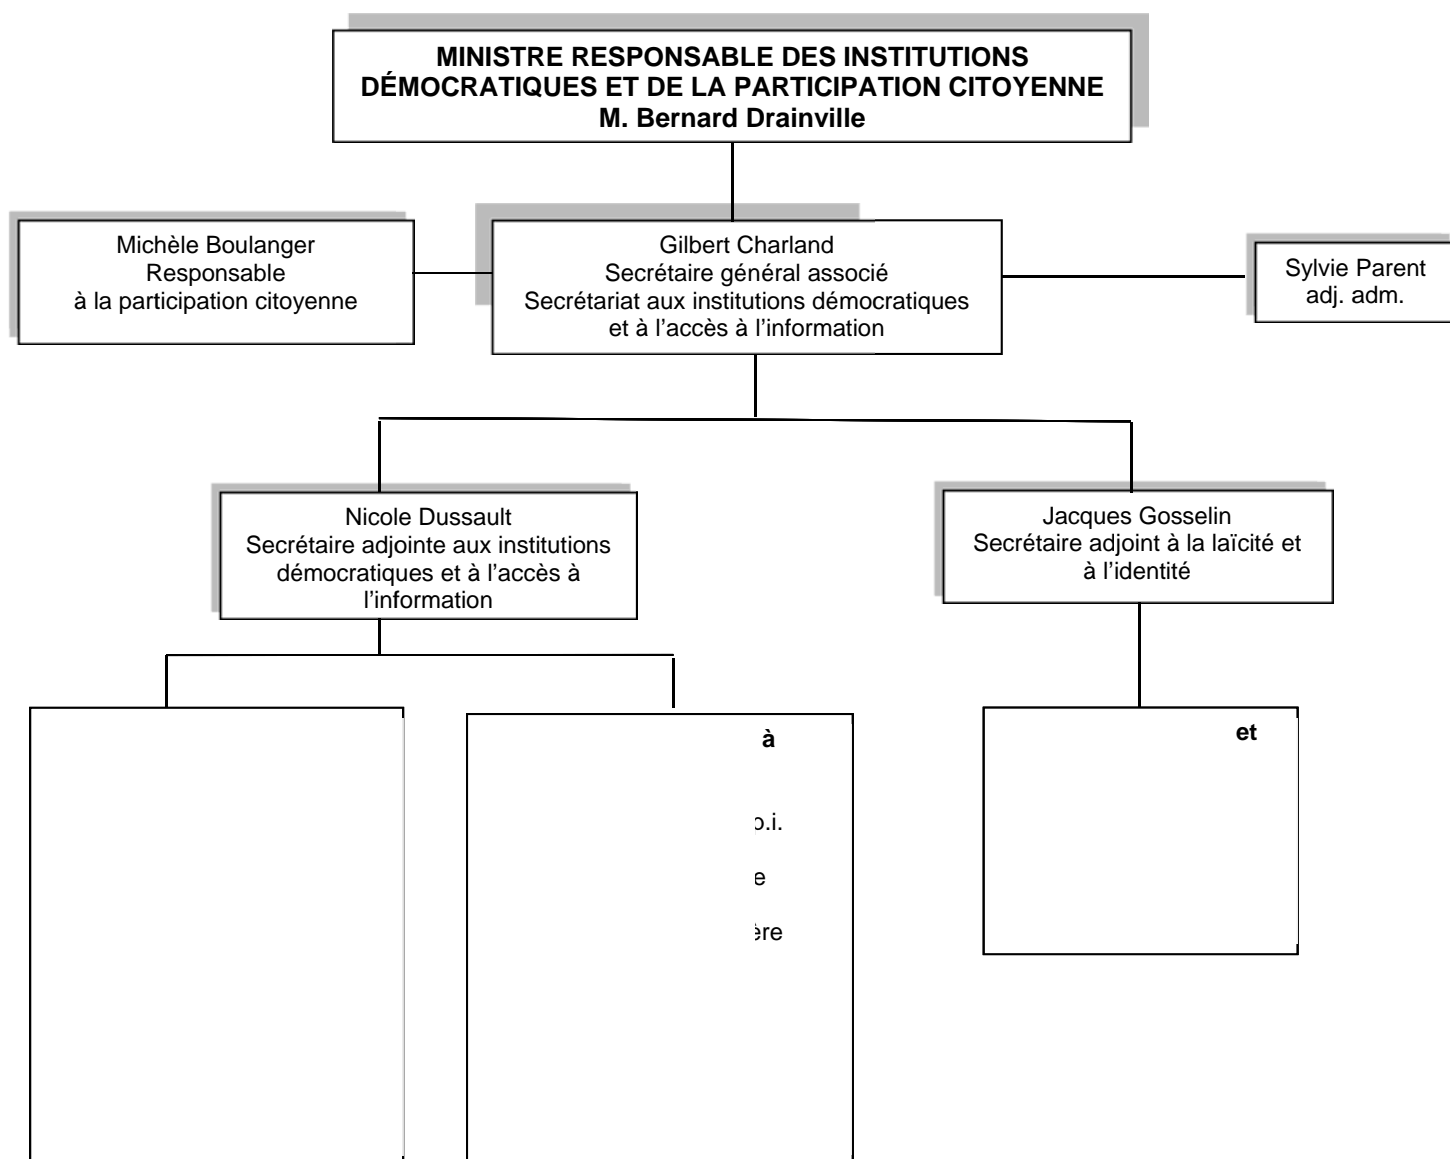 MINISTRE RESPONSABLE DES INSTITUTIONS
DÉMOCRATIQUES ET DE LA PARTICIPATION CITOYENNE
M. Bernard Drainville
Michèle Boulanger
Responsable
à la participation citoyenne
Gilbert Charland
Secrétaire général associé
Secrétariat aux institutions démocratiques
et à l’accès à l’information
Sylvie Parent
adj. adm.
Nicole Dussault
Secrétaire adjointe aux institutions
démocratiques et à l’accès à
l’information
Jacques Gosselin
Secrétaire adjoint à la laïcité et
à l’identité
à
et